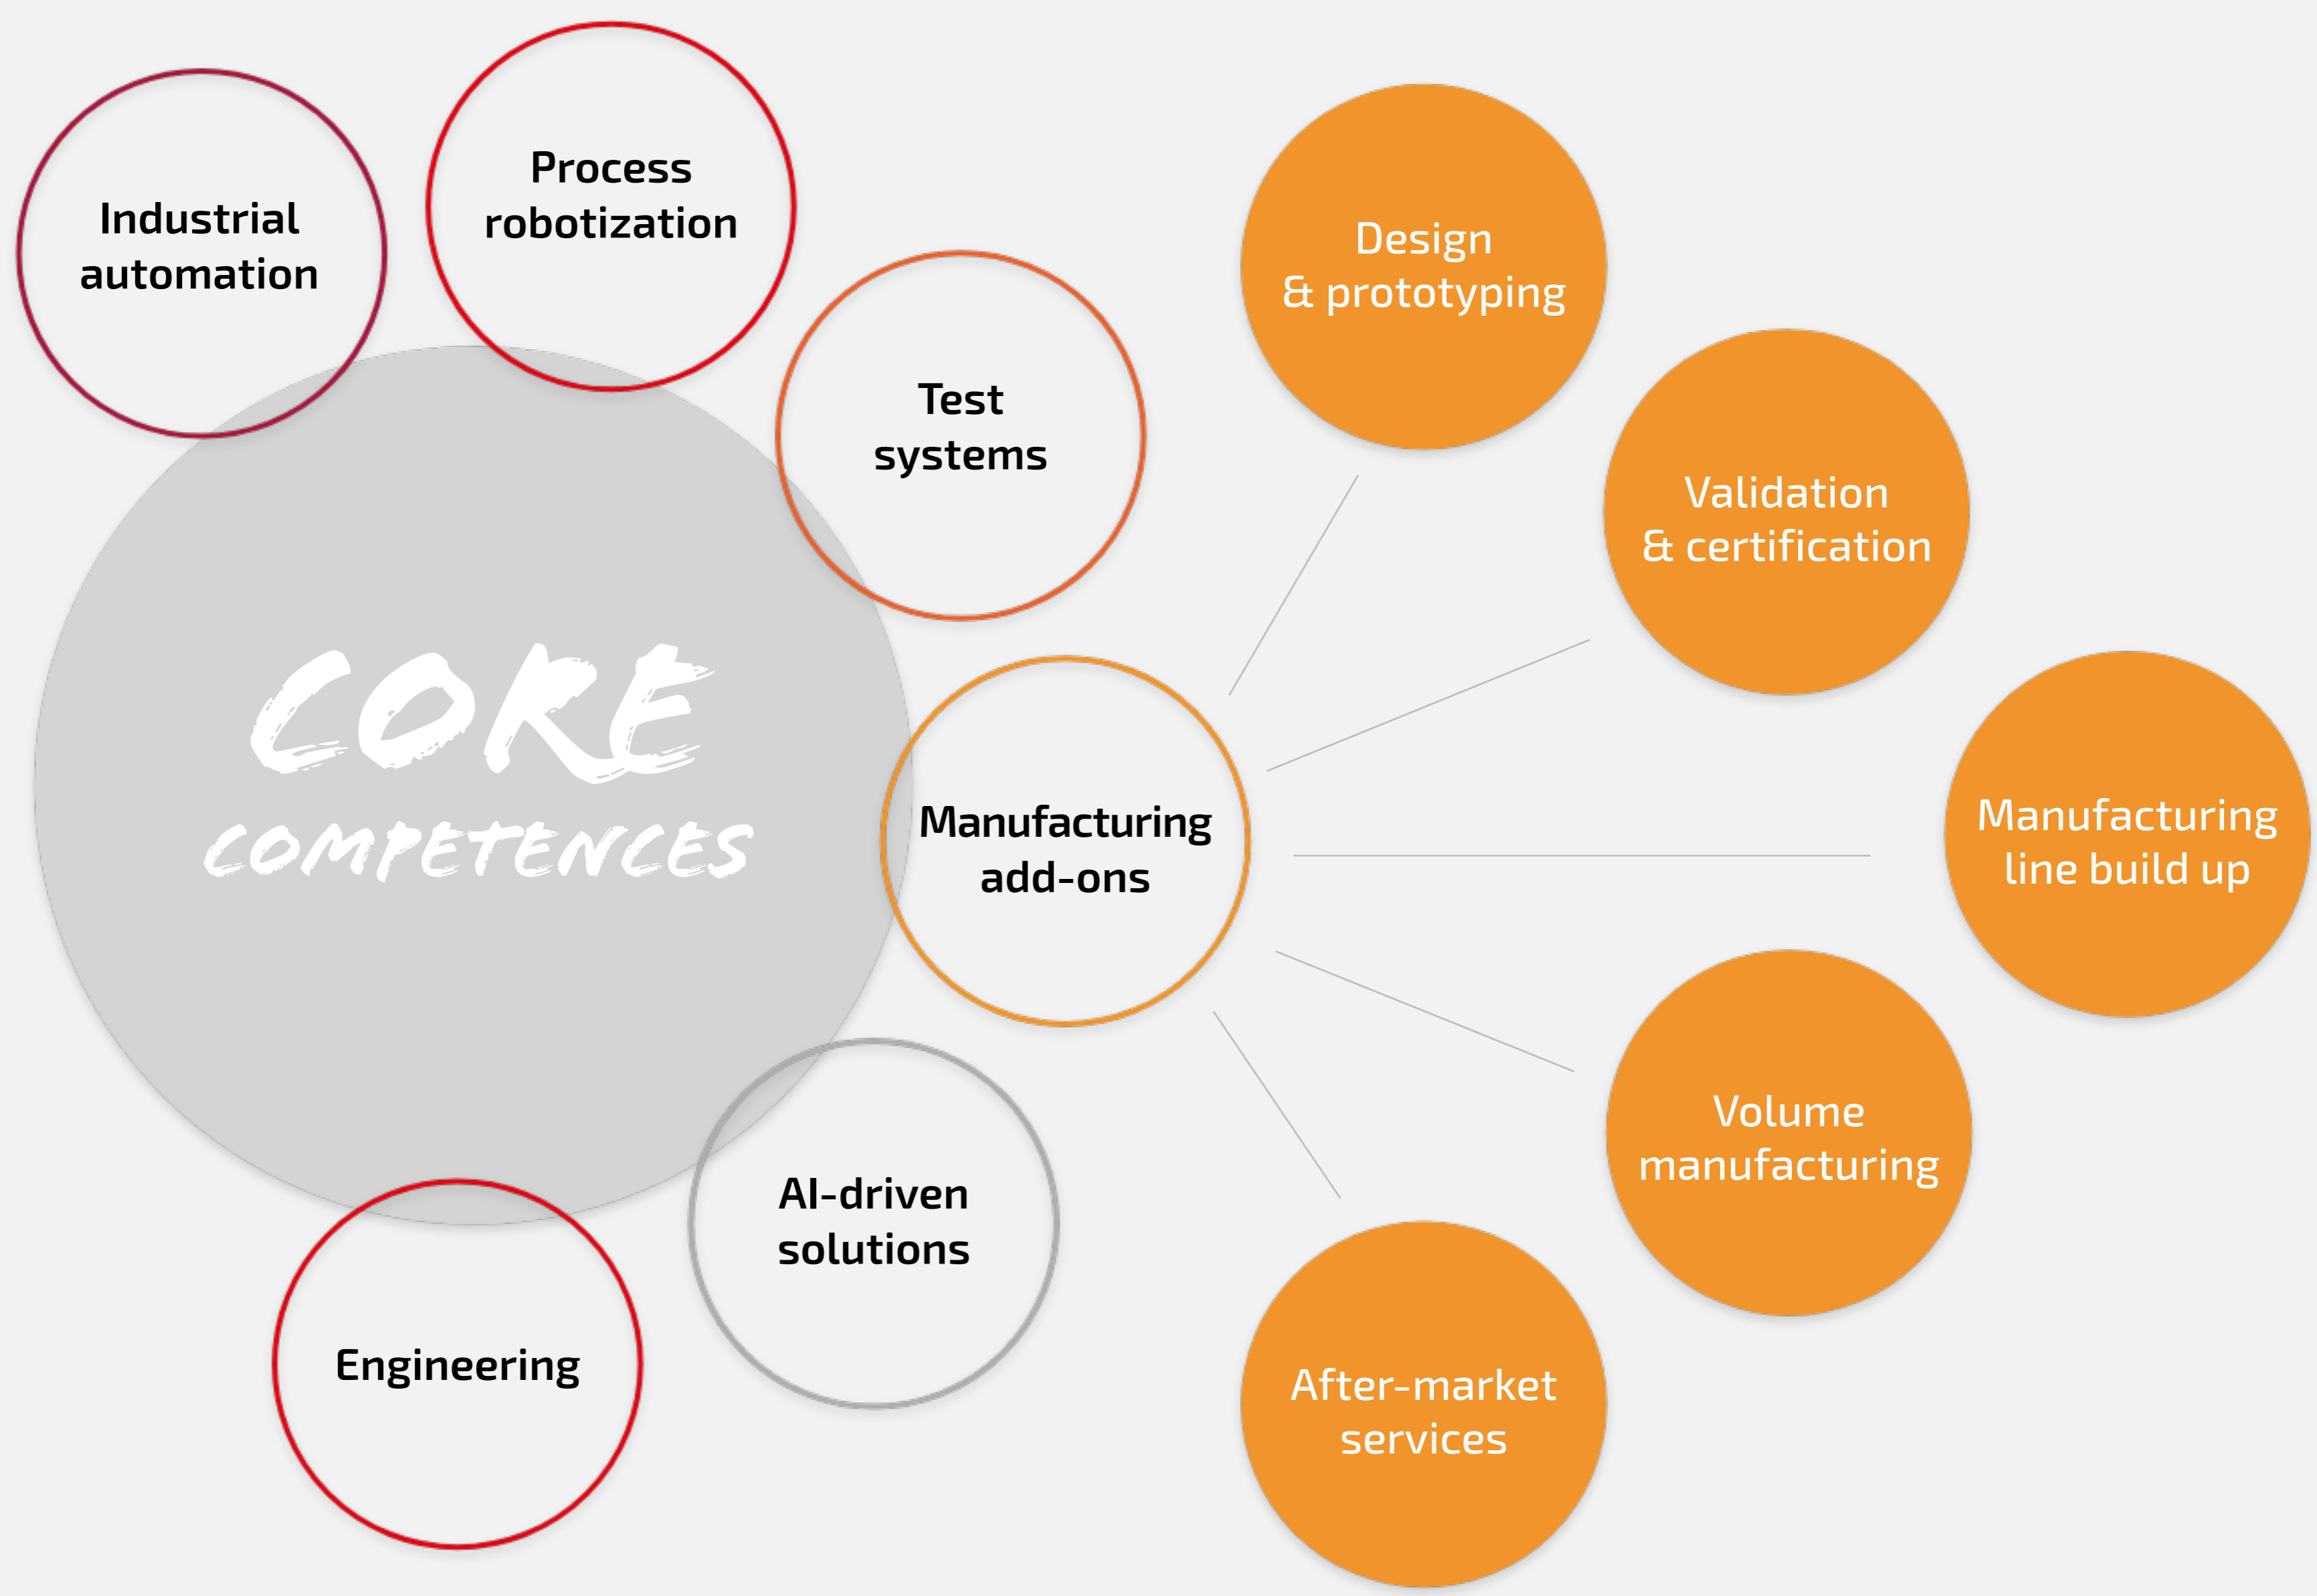 Industrial
automation
Process
robotization
Test
systems
CORE
COMPETENCES
Manufacturing
add-ons
AI-driven
solutions
Engineering
Design
& prototyping
Validation
& certification
Manufacturing
line build up
Volume
manufacturing
After-market
services